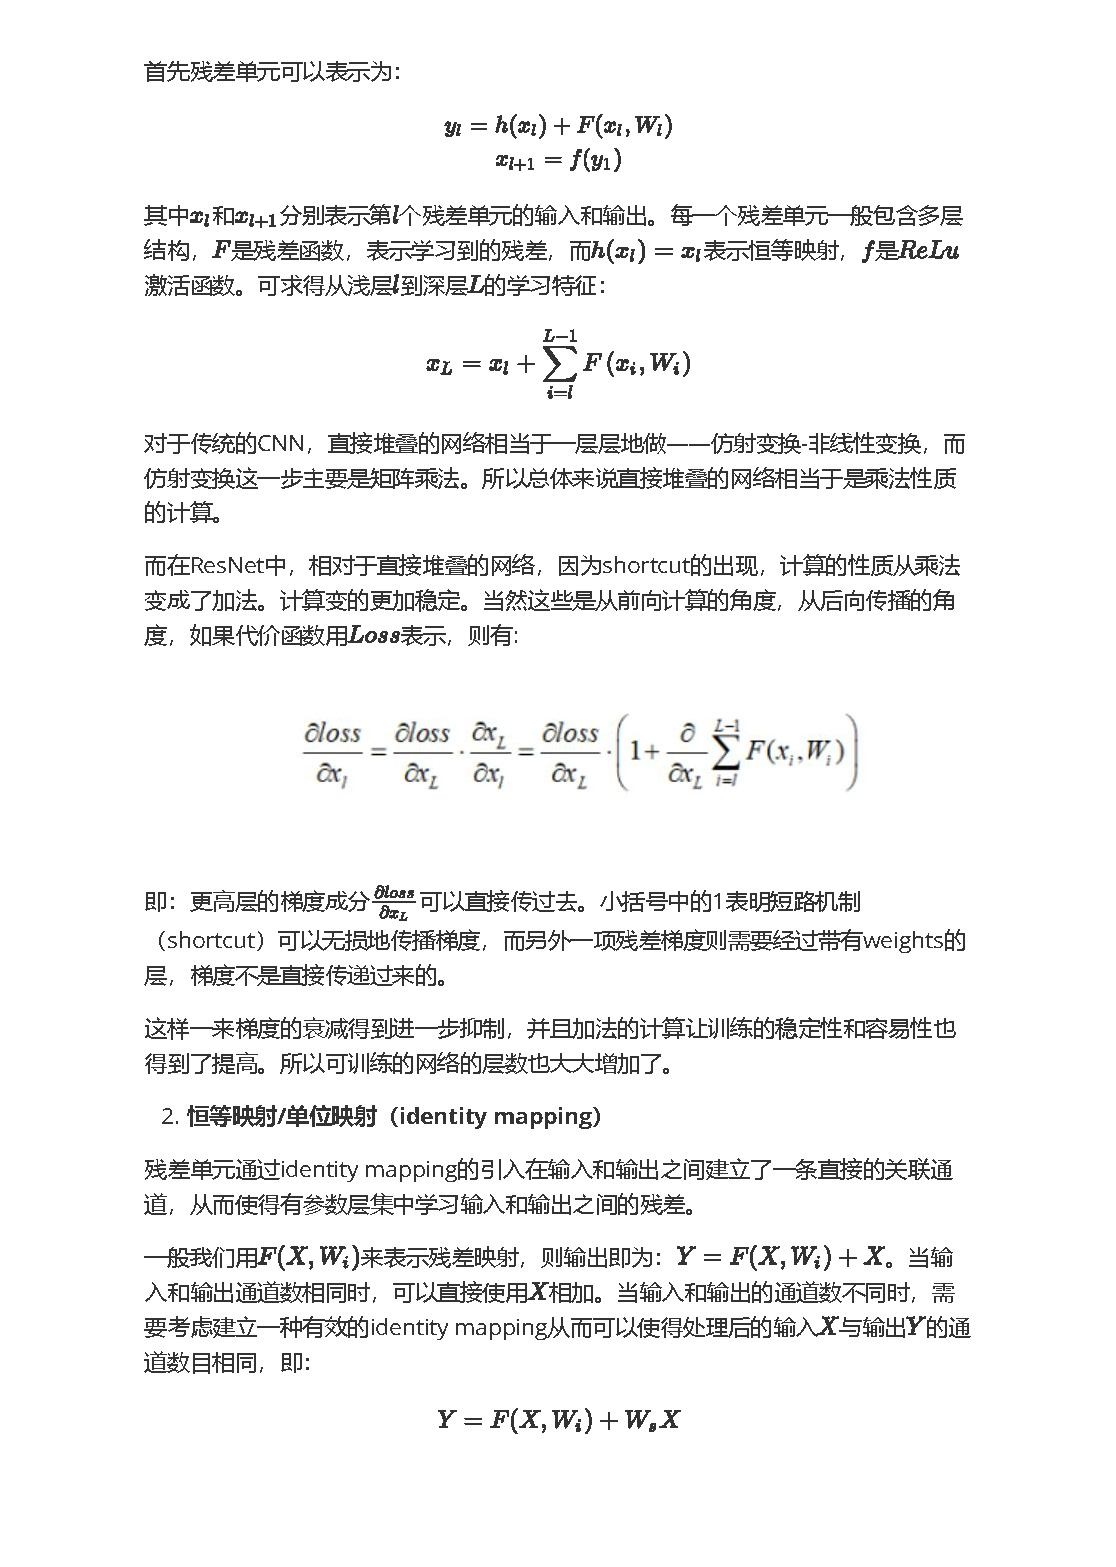 首先残差单元可以表示为：
y_l = h(x_l) + F(x_l, W_l)
x_{l+1} = f(y_1)
其中x_l和x_{l+1}分别表示第l个残差单元的输入和输出。每一个残差单元一般包含多层
结构，F是残差函数，表示学习到的残差，而h(x_l) = x_l表示恒等映射，f是ReLu
激活函数。可求得从浅层l到深层L的学习特征：
x_L = x_l + \sum_{i=l}^{L-1} F(x_i, W_i)
对于传统的CNN，直接堆叠的网络相当于一层层地做——仿射变换-非线性变换，而
仿射变换这一步主要是矩阵乘法。所以总体来说直接堆叠的网络相当于是乘法性质
的计算。
而在ResNet中，相对于直接堆叠的网络，因为shortcut的出现，计算的性质从乘法
变成了加法。计算变的更加稳定。当然这些是从前向计算的角度，从后向传播的角
度，如果代价函数用Loss表示，则有：
\frac{∂loss}{∂x_l} = \frac{∂loss}{∂x_L} · \frac{∂x_L}{∂x_l} = \frac{∂loss}{∂x_L} · (1 + \frac{∂}{∂x_L} \sum_{i=l}^{L-1} F(x_i, W_i))
即：更高层的梯度成分\frac{∂loss}{∂x_L}可以直接传过去。小括号中的1表明短路机制
（shortcut）可以无损地传播梯度，而另外一项残差梯度则需要经过带有weights的
层，梯度不是直接传递过来的。
这样一来梯度的衰减得到进一步抑制，并且加法的计算让训练的稳定性和容易性也
得到了提高。所以可训练的网络的层数也大大增加了。
2. 恒等映射/单位映射（identity mapping）
残差单元通过identity mapping的引入在输入和输出之间建立了一条直接的关联通
道，从而使得有参数层集中学习输入和输出之间的残差。
一般我们用F(X, W_i)来表示残差映射，则输出即为：Y = F(X, W_i) + X。当输
入和输出通道数相同时，可以直接使用X相加。当输入和输出的通道数不同时，需
要考虑建立一种有效的identity mapping从而可以使得处理后的输入X与输出Y的通
道数目相同，即：
Y = F(X, W_i) + W_s X